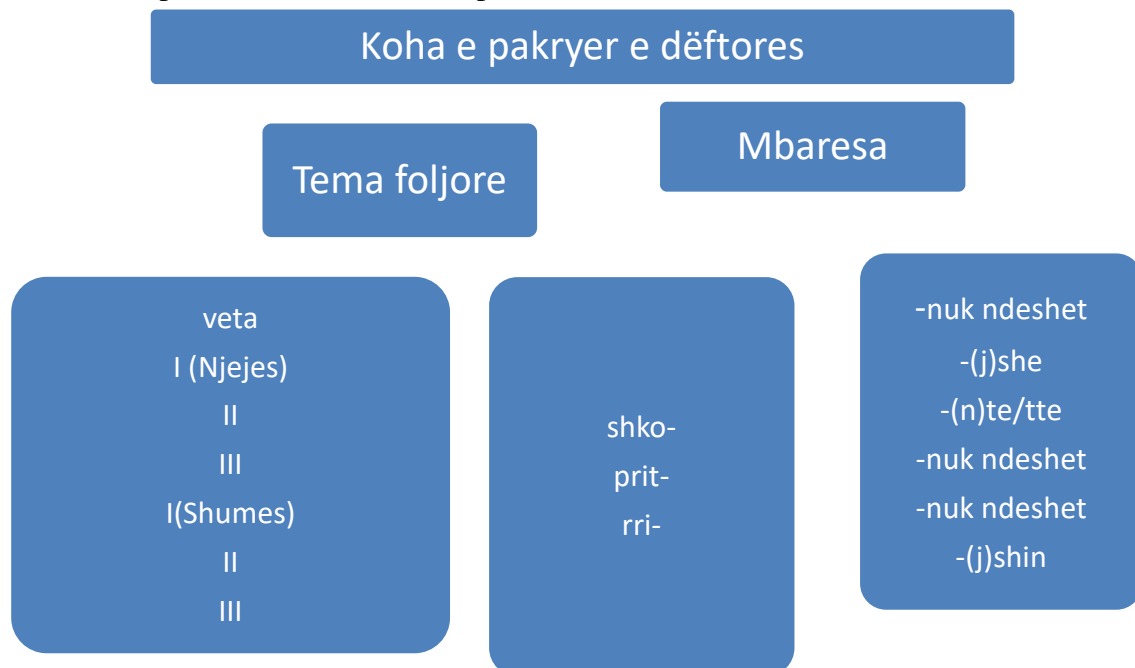 Koha e pakryer e dëftores
Tema foljore
Mbaresa
veta
I (Njejes)
II
III
I(Shumes)
II
III
shko-
prit-
rri-
-nuk ndeshet
-(j)she
-(n)te/tte
-nuk ndeshet
-nuk ndeshet
-(j)shin